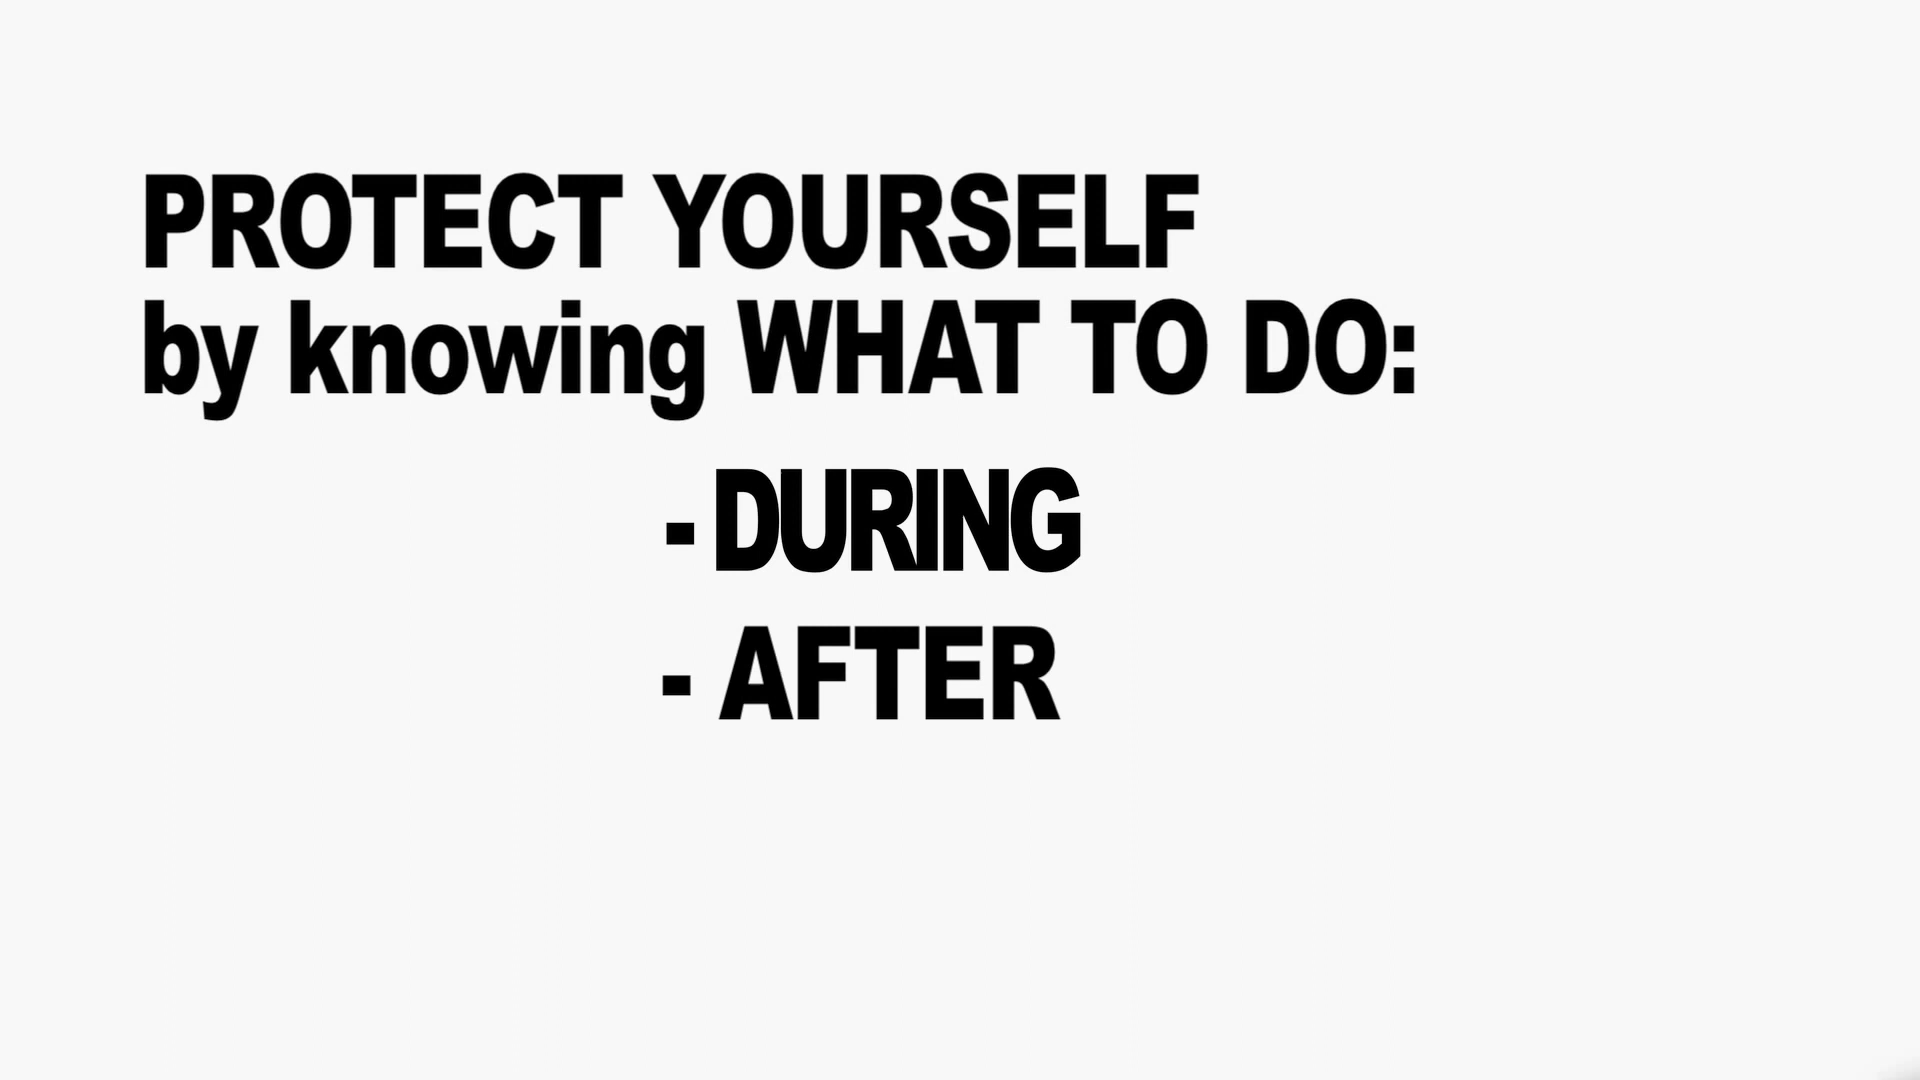 PROTECT YOURSELF
by knowing WHAT TO DO:
- DURING
- AFTER